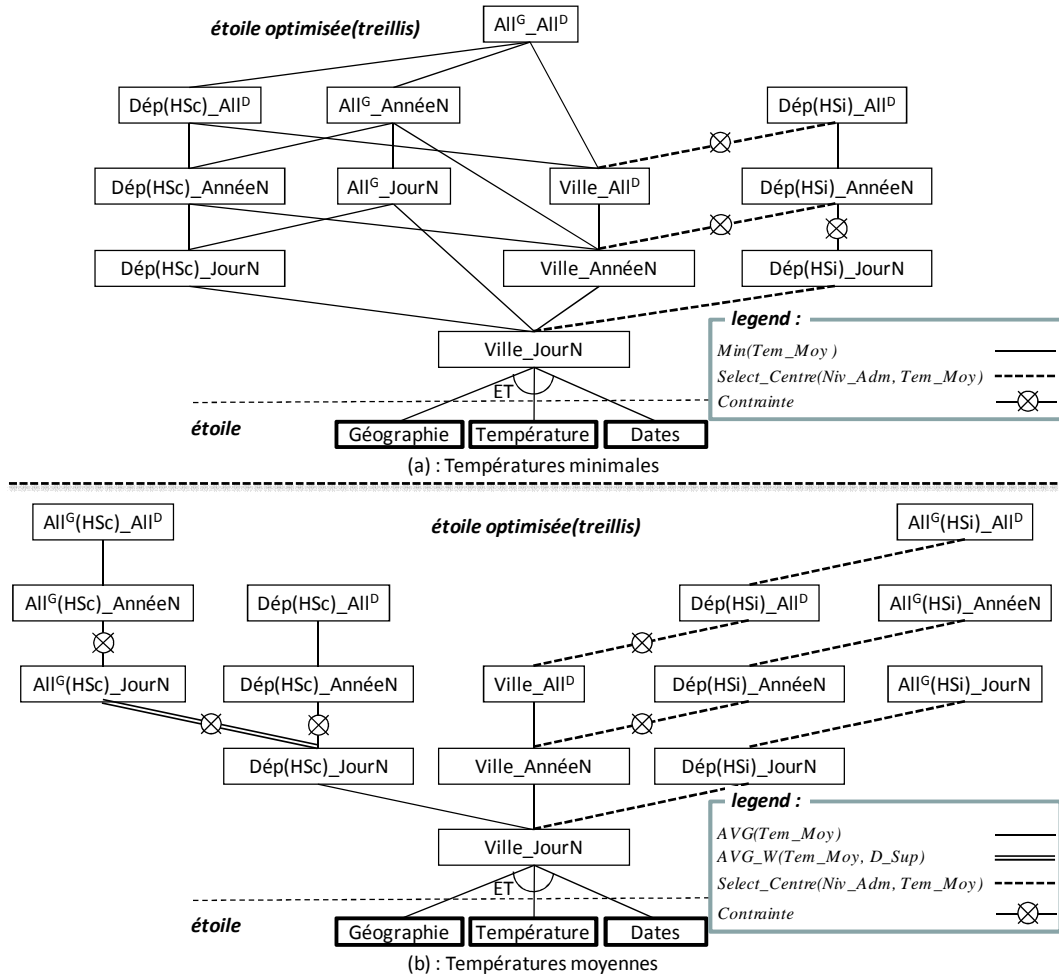 All^G_All^D
étoile optimisée(treillis)
Dép(HSc)_All^D
All^G_AnnéeN
Dép(HSi)_All^D
Dép(HSc)_AnnéeN
All^G_JourN
Ville_All^D
Dép(HSi)_AnnéeN
Dép(HSc)_JourN
Ville_AnnéeN
Dép(HSi)_JourN
Ville_JourN
legend :
Min(Tem_Moy )
Select_Centre(Niv_Adm, Tem_Moy)
Contrainte
ET
étoile
Géographie
Température
Dates
(a) : Températures minimales
All^G(HSc)_All^D
étoile optimisée(treillis)
All^G(HSi)_All^D
All^G(HSc)_AnnéeN
Dép(HSc)_All^D
Dép(HSi)_All^D
All^G(HSi)_AnnéeN
All^G(HSc)_JourN
Dép(HSc)_AnnéeN
Ville_All^D
Dép(HSi)_AnnéeN
All^G(HSi)_JourN
Dép(HSc)_JourN
Ville_AnnéeN
Dép(HSi)_JourN
Ville_JourN
legend :
AVG(Tem_Moy)
AVG_W(Tem_Moy, D_Sup)
Select_Centre(Niv_Adm, Tem_Moy)
Contrainte
ET
étoile
Géographie
Température
Dates
(b) : Températures moyennes